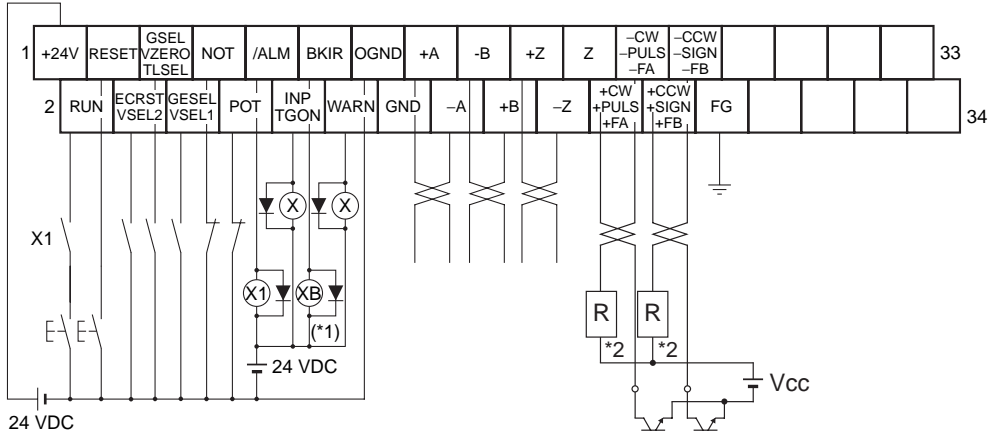 1 +24V RESET GSEL VZERO TLSEL NOT /ALM BKIR OGND +A -B +Z Z –CW –PULS –FA –CCW –SIGN –FB 33
2 RUN ECRST VSEL2 GESEL VSEL1 POT INP TGON WARN GND –A +B –Z +CW +PULS +FA +CCW +SIGN +FB FG 34
X X
X1
X1 XB
(*1)
R R
*2 *2
24 VDC
Vcc
24 VDC